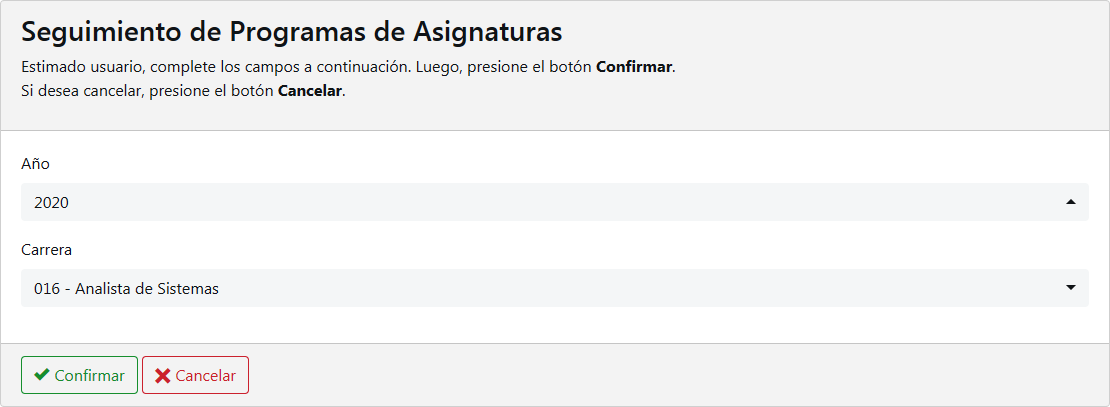 Seguimiento de Programas de Asignaturas
Estimado usuario, complete los campos a continuación. Luego, presione el botón Confirmar.
Si desea cancelar, presione el botón Cancelar.
Año
2020
Carrera
016 - Analista de Sistemas
Confirmar Cancelar